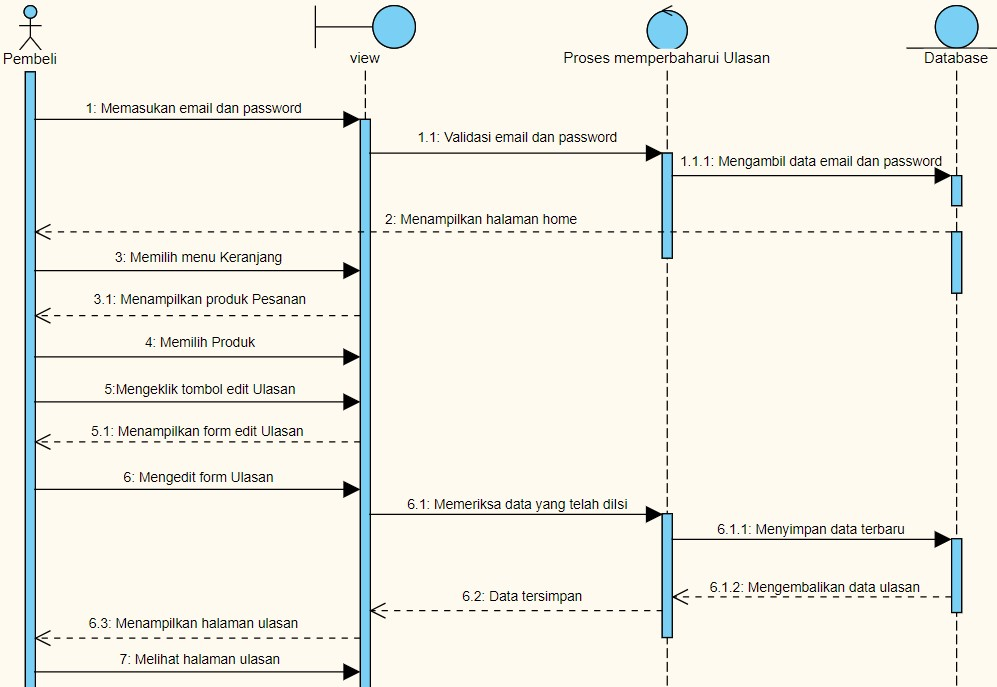 Pembeli
view
Proses memperbaharui Ulasan
Database
1: Memasukan email dan password
1.1: Validasi email dan password
1.1.1: Mengambil data email dan password
2: Menampilkan halaman home
3: Memilih menu Keranjang
3.1: Menampilkan produk Pesanan
4: Memilih Produk
5:Mengeklik tombol edit Ulasan
5.1: Menampilkan form edit Ulasan
6: Mengedit form Ulasan
6.1: Memeriksa data yang telah diIsi
6.1.1: Menyimpan data terbaru
6.1.2: Mengembalikan data ulasan
6.2: Data tersimpan
6.3: Menampilkan halaman ulasan
7: Melihat halaman ulasan